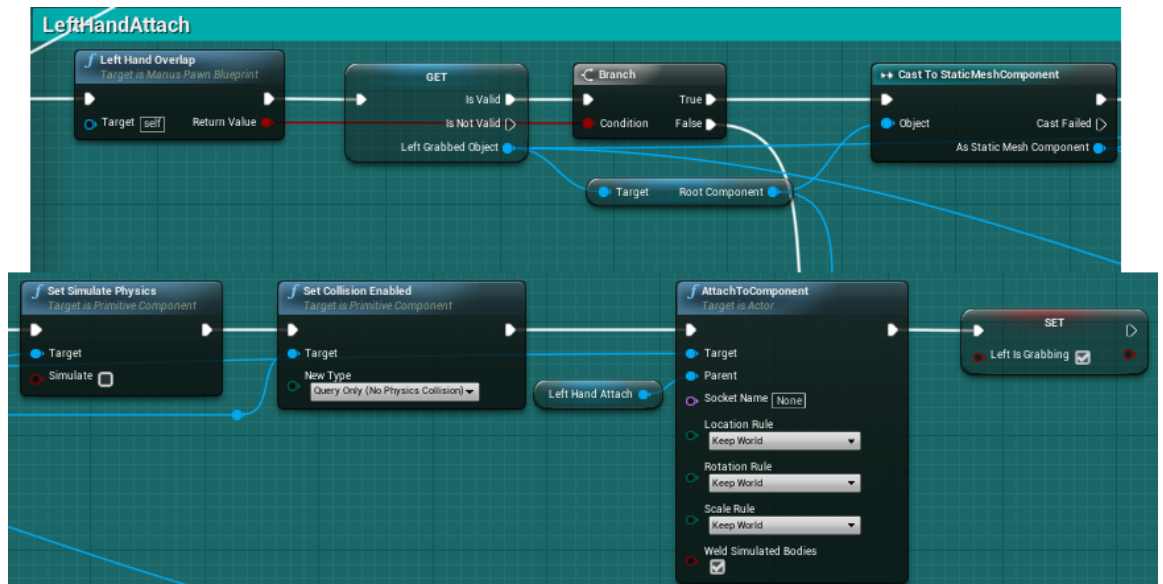 LeftHandAttach
Left Hand Overlap
Target is Manus Pawn Blueprint
Target self Return Value
GET
Is Valid
Is Not Valid
Left Grabbed Object
Branch
True
Condition False
Target Root Component
Cast To StaticMeshComponent
Object Cast Failed
As Static Mesh Component
Set Simulate Physics
Target is Primitive Component
Target
Simulate
Set Collision Enabled
Target is Primitive Component
Target
New Type
Query Only (No Physics Collision)
Left Hand Attach
AttachToComponent
Target is Actor
Target
Parent
Socket Name None
Location Rule
Keep World
Rotation Rule
Keep World
Scale Rule
Keep World
Weld Simulated Bodies
SET
Left Is Grabbing